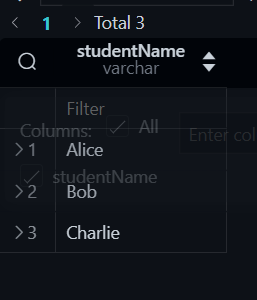 1 Total 3
studentName
varchar
Filter
Columns: All Enter col
1 Alice
studentName
2 Bob
3 Charlie